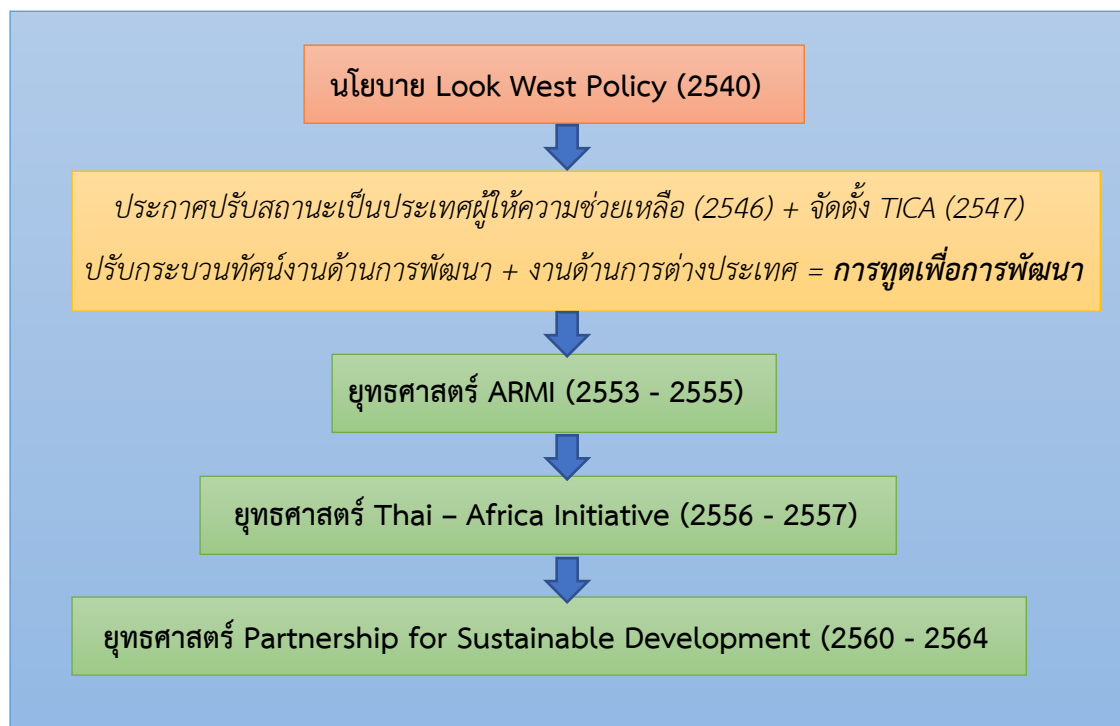 นโยบาย Look West Policy (2540)
ประกาศปรับสถานะเป็นประเทศผู้ให้ความช่วยเหลือ (2546) + จัดตั้ง TICA (2547)
ปรับกระบวนทัศน์งานด้านการพัฒนา + งานด้านการต่างประเทศ = การทูตเพื่อการพัฒนา
ยุทธศาสตร์ ARMI (2553 - 2555)
ยุทธศาสตร์ Thai – Africa Initiative (2556 - 2557)
ยุทธศาสตร์ Partnership for Sustainable Development (2560 - 2564